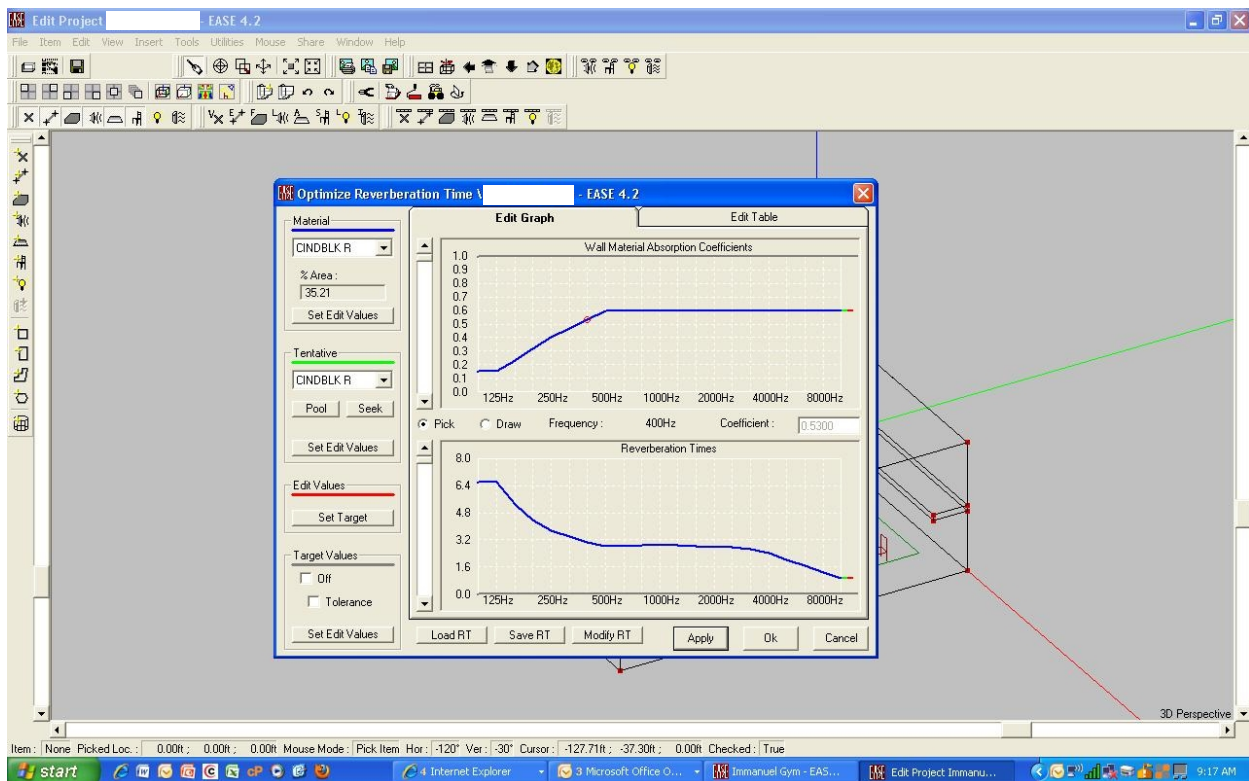 Edit Project - EASE 4.2
File Item Edit View Insert Tools Utilities Mouse Share Window Help
Optimize Reverberation Time \ - EASE 4.2
Material
CINDBLK R
% Area :
35.21
Set Edit Values
Tentative
CINDBLK R
Pool Seek
Set Edit Values
Edit Values
Set Target
Target Values
Off
Tolerance
Set Edit Values
Edit Graph Edit Table
Wall Material Absorption Coefficients
1.0
0.9
0.8
0.7
0.6
0.5
0.4
0.3
0.2
0.1
0.0
125Hz 250Hz 500Hz 1000Hz 2000Hz 4000Hz 8000Hz
Pick Draw Frequency : 400Hz Coefficient : 0.5300
Reverberation Times
8.0
6.4
4.8
3.2
1.6
0.0
125Hz 250Hz 500Hz 1000Hz 2000Hz 4000Hz 8000Hz
Load RT Save RT Modify RT Apply Ok Cancel
3D Perspective
Item : None Picked Loc. : 0.00ft ; 0.00ft ; 0.00ft Mouse Mode : Pick Item Hor : -120° Ver : -30° Cursor : -127.71ft ; -37.30ft ; 0.00ft Checked : True
start 4 Internet Explorer 3 Microsoft Office O... Immanuel Gym - EAS... Edit Project Immanu... 9:17 AM